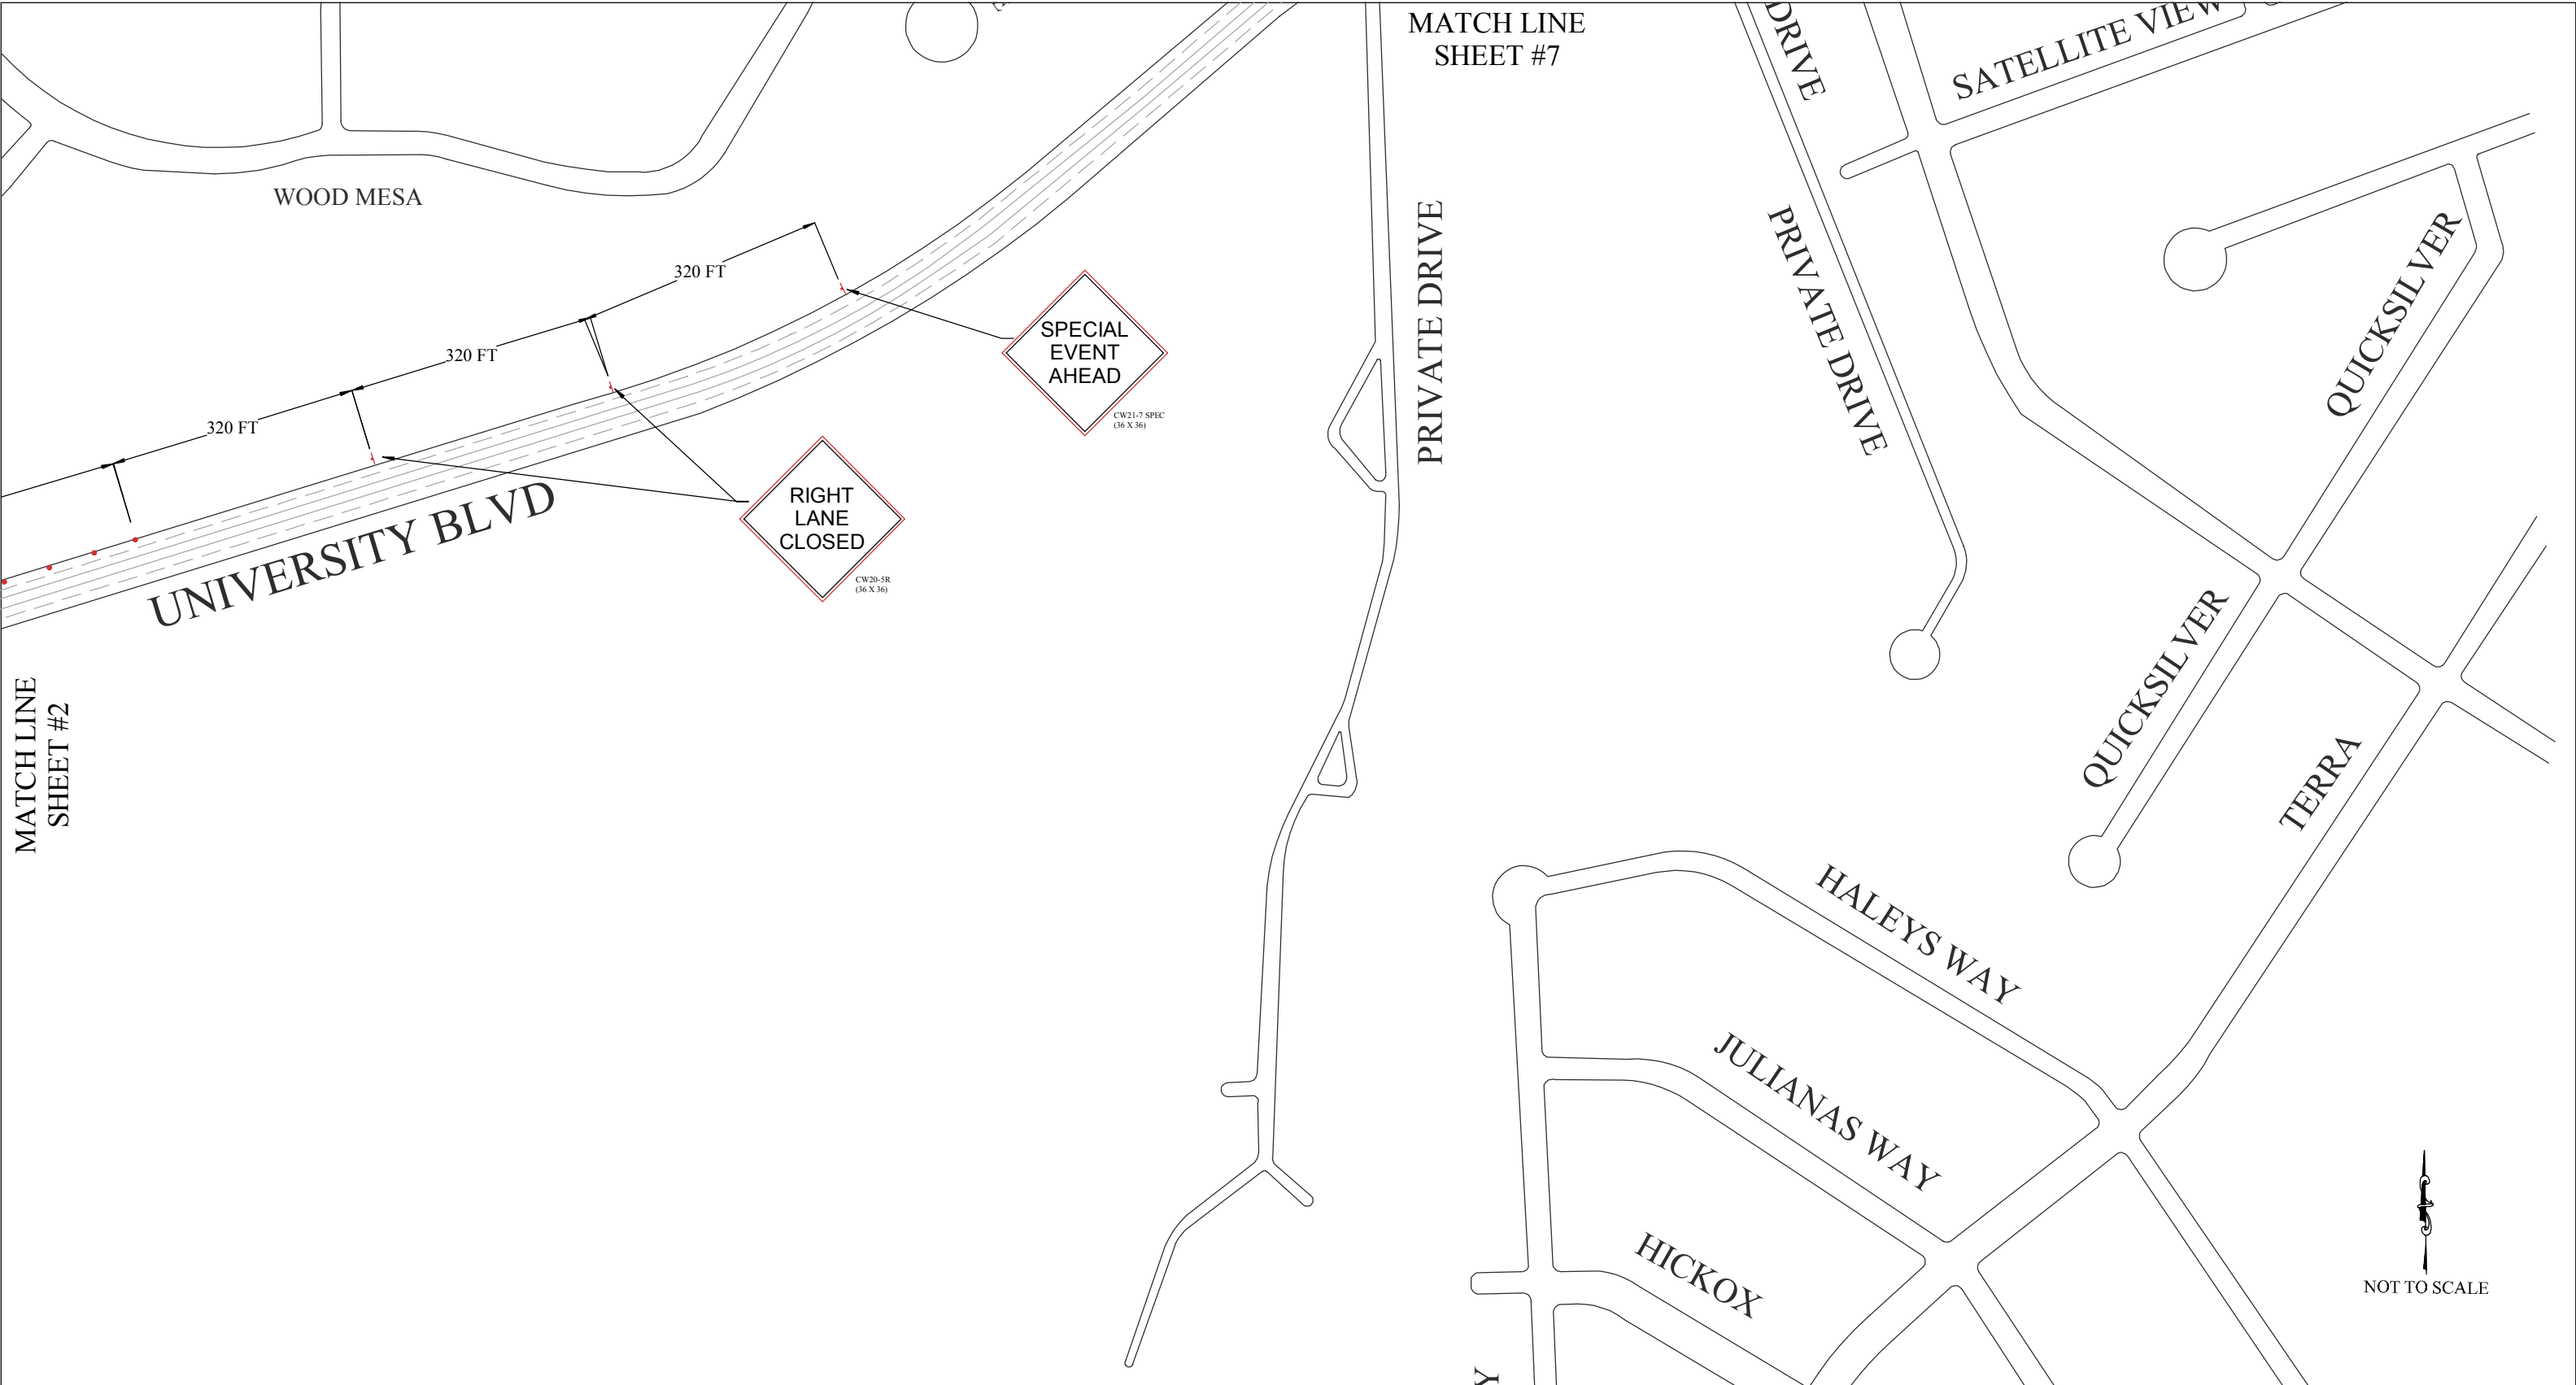 MATCH LINE
SHEET #7
DRIVE
SATELLITE VIEW
WOOD MESA
320 FT
320 FT
320 FT
SPECIAL
EVENT
AHEAD
CW21-7 SPEC
(36 X 36)
RIGHT
LANE
CLOSED
CW20-5R
(36 X 36)
UNIVERSITY BLVD
PRIVATE DRIVE
PRIVATE DRIVE
QUICKSILVER
QUICKSILVER
MATCH LINE
SHEET #2
TERRA
HALEYS WAY
JULIANAS WAY
HICKOX
Y
NOT TO SCALE